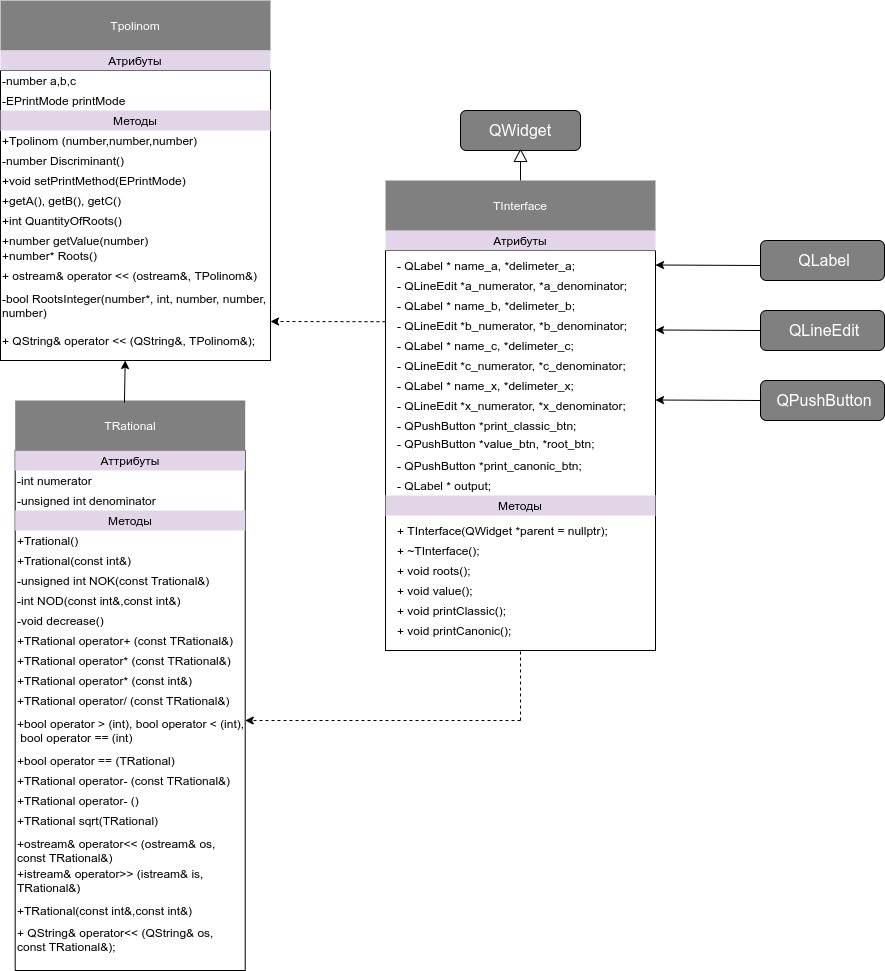 Tpolinom
Атрибуты
-number a,b,c
-EPrintMode printMode
Методы
+Tpolinom (number,number,number)
-number Discriminant()
+void setPrintMethod(EPrintMode)
+getA(), getB(), getC()
+int QuantityOfRoots()
+number getValue(number)
+number* Roots()
+ ostream& operator << (ostream&, TPolinom&)
-bool RootsInteger(number*, int, number, number,
number)
+ QString& operator << (QString&, TPolinom&);
TRational
Аттрибуты
-int numerator
-unsigned int denominator
Методы
+Trational()
+Trational(const int&)
-unsigned int NOK(const Trational&)
-int NOD(const int&,const int&)
-void decrease()
+TRational operator+ (const TRational&)
+TRational operator* (const TRational&)
+TRational operator* (const int&)
+TRational operator/ (const TRational&)
+bool operator > (int), bool operator < (int),
bool operator == (int)
+bool operator == (TRational)
+TRational operator- (const TRational&)
+TRational operator- ()
+TRational sqrt(TRational)
+ostream& operator<< (ostream& os,
const TRational&)
+istream& operator>> (istream& is,
TRational&)
+TRational(const int&,const int&)
+ QString& operator<< (QString& os,
const TRational&);
QWidget
TInterface
Атрибуты
- QLabel * name_a, *delimeter_a;
- QLineEdit *a_numerator, *a_denominator;
- QLabel * name_b, *delimeter_b;
- QLineEdit *b_numerator, *b_denominator;
- QLabel * name_c, *delimeter_c;
- QLineEdit *c_numerator, *c_denominator;
- QLabel * name_x, *delimeter_x;
- QLineEdit *x_numerator, *x_denominator;
- QPushButton *print_classic_btn;
- QPushButton *value_btn, *root_btn;
- QPushButton *print_canonic_btn;
- QLabel * output;
Методы
+ TInterface(QWidget *parent = nullptr);
+ ~TInterface();
+ void roots();
+ void value();
+ void printClassic();
+ void printCanonic();
QLabel
QLineEdit
QPushButton